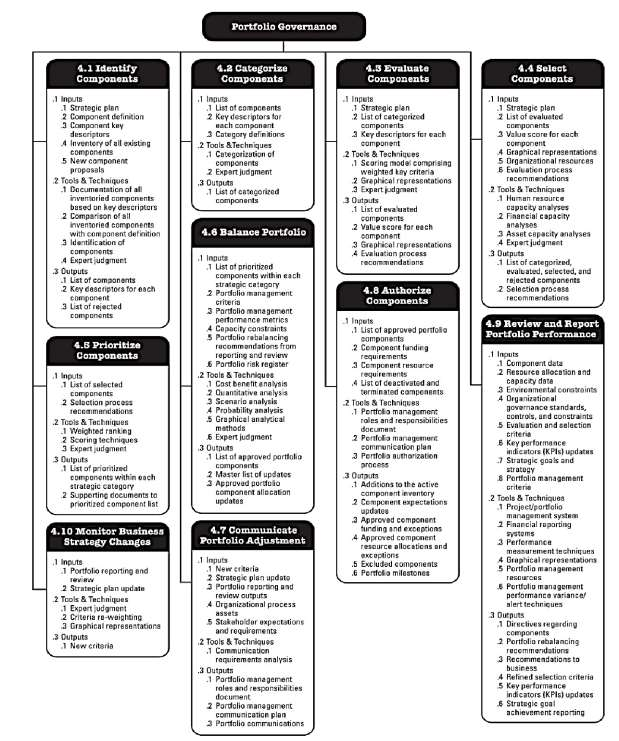 Portfolio Governance
4.1 Identify
Components
.1 Inputs
.1 Strategic plan
.2 Component definition
.3 Component key
descriptors
.4 Inventory of all existing
components
.5 New component
proposals
.2 Tools & Techniques
.1 Documentation of all
inventoried components
based on key descriptors
.2 Comparison of all
inventoried components
with component definition
.3 Identification of
components
.4 Expert judgment
.3 Outputs
.1 List of components
.2 Key descriptors for each
component
.3 List of rejected components
4.2 Categorize
Components
.1 Inputs
.1 List of components
.2 Key descriptors for
each component
.3 Category definitions
.2 Tools &Techniques
.1 Categorization of
components
.2 Expert judgment
.3 Outputs
.1 List of categorized
components
4.3 Evaluate
Components
.1 Inputs
.1 Strategic plan
.2 List of categorized
components
.3 Key descriptors for
each component
.2 Tools & Techniques
.1 Scoring model comprising
weighted key criteria
.2 Graphical representations
.3 Expert judgment
.3 Outputs
.1 List of evaluated
components
.2 Value score for each
component
.3 Graphical representations
.4 Evaluation process
recommendations
4.4 Select
Components
.1 Inputs
.1 Strategic plan
.2 List of evaluated
components
.3 Value score for each
component
.4 Graphical representations
.5 Organizational resources
.6 Evaluation process
recommendations
.2 Tools & Techniques
.1 Human resource
capacity analyses
.2 Financial capacity
analyses
.3 Asset capacity analyses
.4 Expert judgment
.3 Outputs
.1 List of categorized,
evaluated, selected, and
rejected components
.2 Selection process
recommendations
4.5 Prioritize
Components
.1 Inputs
.1 List of selected
components
.2 Selection process
recommendations
.2 Tools & Techniques
.1 Weighted ranking
.2 Scoring techniques
.3 Expert judgment
.3 Outputs
.1 List of prioritized
components within each
strategic category
.2 Supporting documents to
prioritized component list
4.6 Balance Portfolio
.1 Inputs
.1 List of prioritized
components within each
strategic category
.2 Portfolio management
criteria
.3 Portfolio management
performance metrics
.4 Capacity constraints
.5 Portfolio rebalancing
recommendations from
reporting and review
.6 Portfolio risk register
.2 Tools & Techniques
.1 Cost benefit analysis
.2 Quantitative analysis
.3 Scenario analysis
.4 Probability analysis
.5 Graphical analytical
methods
.6 Expert judgment
.3 Outputs
.1 List of approved portfolio
components
.2 Master list of updates
.3 Approved portfolio
component allocation updates
4.7 Communicate
Portfolio Adjustment
.1 Inputs
.1 New criteria
.2 Strategic plan update
.3 Portfolio reporting and
review outputs
.4 Organizational process
assets
.5 Stakeholder expectations
and requirements
.2 Tools & Techniques
.1 Communication
requirements analysis
.3 Outputs
.1 Portfolio management
roles and responsibilities
document
.2 Portfolio management
communication plan
.3 Portfolio communications
4.8 Authorize
Components
.1 Inputs
.1 List of approved portfolio
components
.2 Component funding
requirements
.3 Component resource
requirements
.4 List of deactivated and
terminated components
.2 Tools & Techniques
.1 Portfolio management
roles and responsibilities
document
.2 Portfolio management
communication plan
.3 Portfolio authorization
process
.3 Outputs
.1 Additions to the active
component inventory
.2 Component expectations
updates
.3 Approved component
funding and exceptions
.4 Approved component
resource allocations and
exceptions
.5 Excluded components
.6 Portfolio milestones
4.9 Review and Report
Portfolio Performance
.1 Inputs
.1 Component data
.2 Resource allocation and
capacity data
.3 Environmental constraints
.4 Organizational
governance standards,
controls, and constraints
.5 Evaluation and selection
criteria
.6 Key performance
indicators (KPIs) updates
.7 Strategic goals and
strategy
.8 Portfolio management
criteria
.2 Tools & Techniques
.1 Project/portfolio
management system
.2 Financial reporting
systems
.3 Performance
measurement techniques
.4 Graphical representations
.5 Portfolio management
resources
.6 Portfolio management
performance variance/
alert techniques
.3 Outputs
.1 Directives regarding
components
.2 Portfolio rebalancing
recommendations
.3 Recommendations to
business
.4 Refined selection criteria
.5 Key performance
indicators (KPIs) updates
.6 Strategic goal
achievement reporting
4.10 Monitor Business
Strategy Changes
.1 Inputs
.1 Portfolio reporting and
review
.2 Strategic plan update
.2 Tools & Techniques
.1 Expert judgment
.2 Criteria re-weighting
.3 Graphical representations
.3 Outputs
.1 New criteria